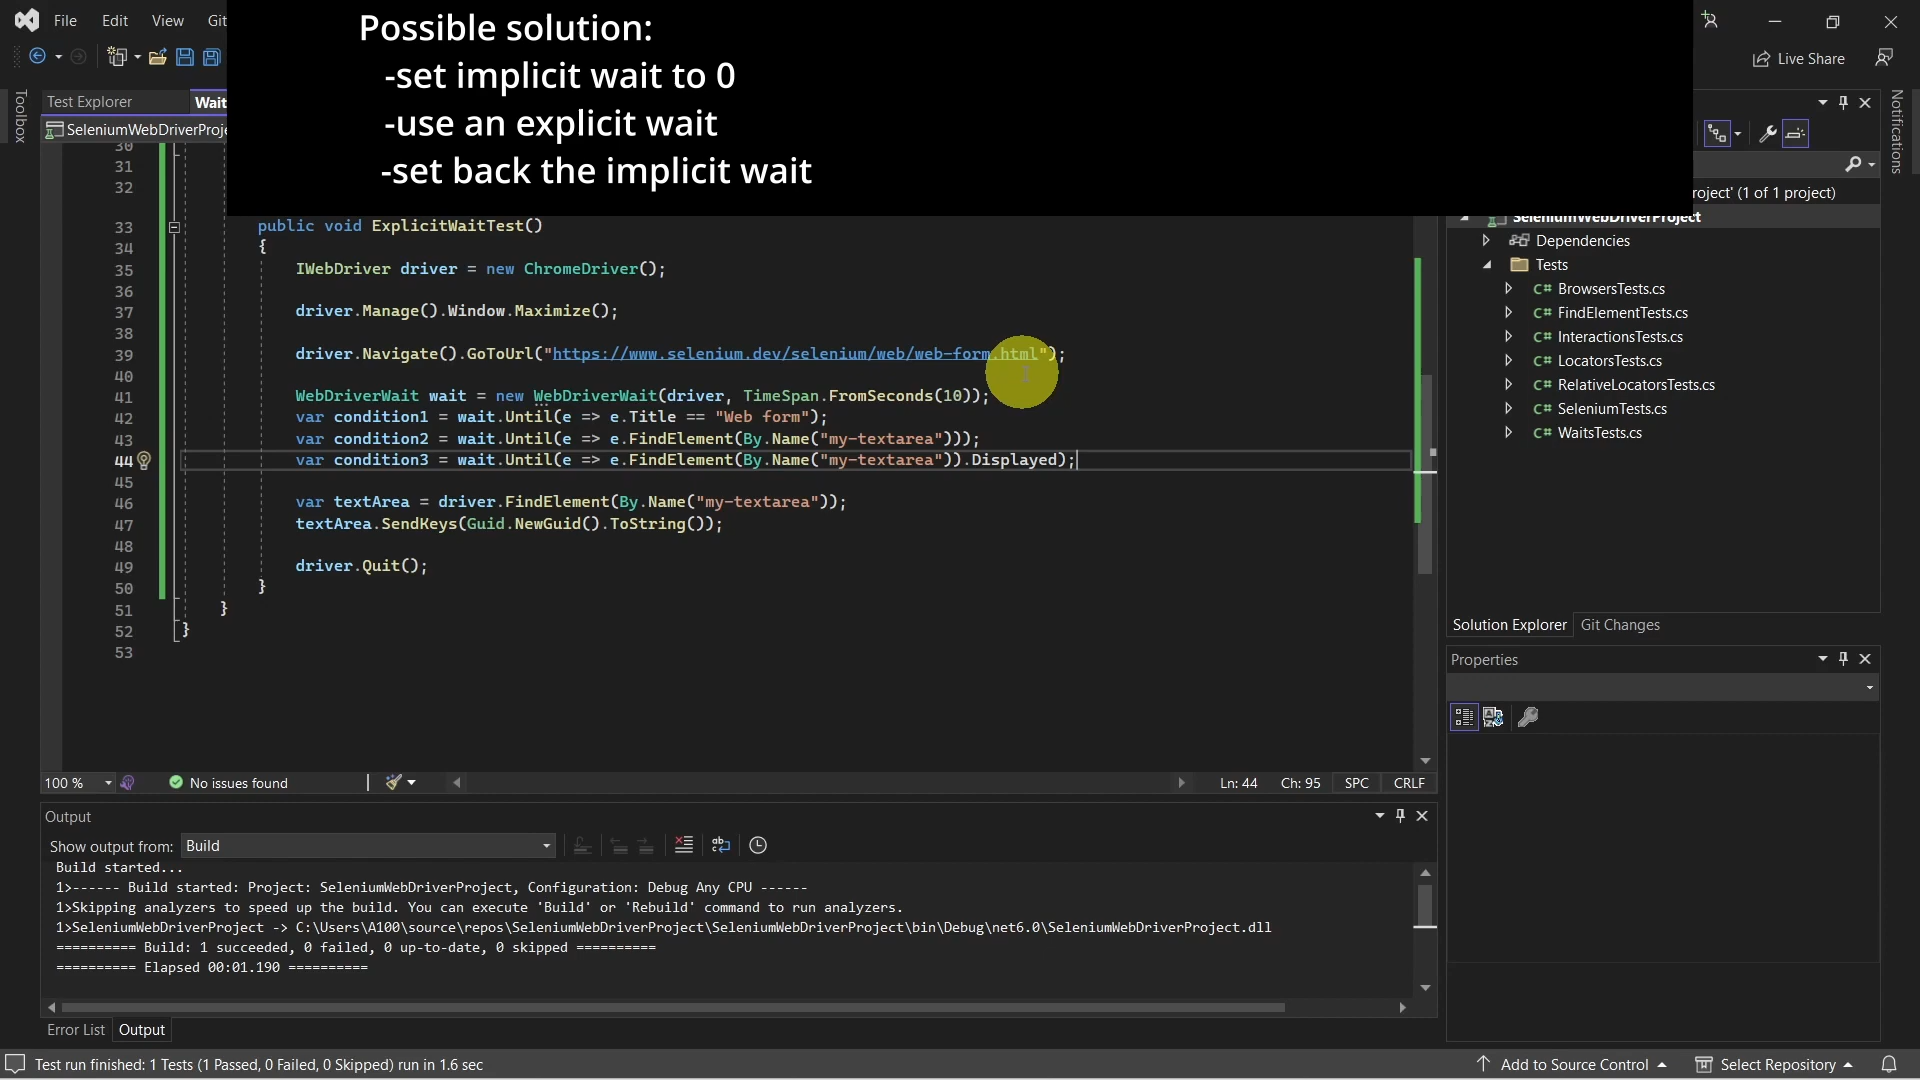 File Edit View Git
Possible solution:
-set implicit wait to 0
-use an explicit wait
-set back the implicit wait
Live Share
Toolbox
Test Explorer
Wait
SeleniumWebDriverProje
Notifications
30
31
32
33 public void ExplicitWaitTest()
34 {
35 IWebDriver driver = new ChromeDriver();
36
37 driver.Manage().Window.Maximize();
38
39 driver.Navigate().GoToUrl("https://www.selenium.dev/selenium/web/web-form.html");
40
41 WebDriverWait wait = new WebDriverWait(driver, TimeSpan.FromSeconds(10));
42 var condition1 = wait.Until(e => e.Title == "Web form");
43 var condition2 = wait.Until(e => e.FindElement(By.Name("my-textarea")));
44 var condition3 = wait.Until(e => e.FindElement(By.Name("my-textarea")).Displayed);
45
46 var textArea = driver.FindElement(By.Name("my-textarea"));
47 textArea.SendKeys(Guid.NewGuid().ToString());
48
49 driver.Quit();
50 }
51 }
52 }
53
roject' (1 of 1 project)
SeleniumWebDriverProject
Dependencies
Tests
C# BrowsersTests.cs
C# FindElementTests.cs
C# InteractionsTests.cs
C# LocatorsTests.cs
C# RelativeLocatorsTests.cs
C# SeleniumTests.cs
C# WaitsTests.cs
Solution Explorer Git Changes
Properties
100 % No issues found Ln: 44 Ch: 95 SPC CRLF
Output
Show output from: Build
Build started...
1>------ Build started: Project: SeleniumWebDriverProject, Configuration: Debug Any CPU ------
1>Skipping analyzers to speed up the build. You can execute 'Build' or 'Rebuild' command to run analyzers.
1>SeleniumWebDriverProject -> C:\Users\A100\source\repos\SeleniumWebDriverProject\SeleniumWebDriverProject\bin\Debug\net6.0\SeleniumWebDriverProject.dll
========== Build: 1 succeeded, 0 failed, 0 up-to-date, 0 skipped ==========
========== Elapsed 00:01.190 ==========
Error List Output
Test run finished: 1 Tests (1 Passed, 0 Failed, 0 Skipped) run in 1.6 sec
Add to Source Control Select Repository